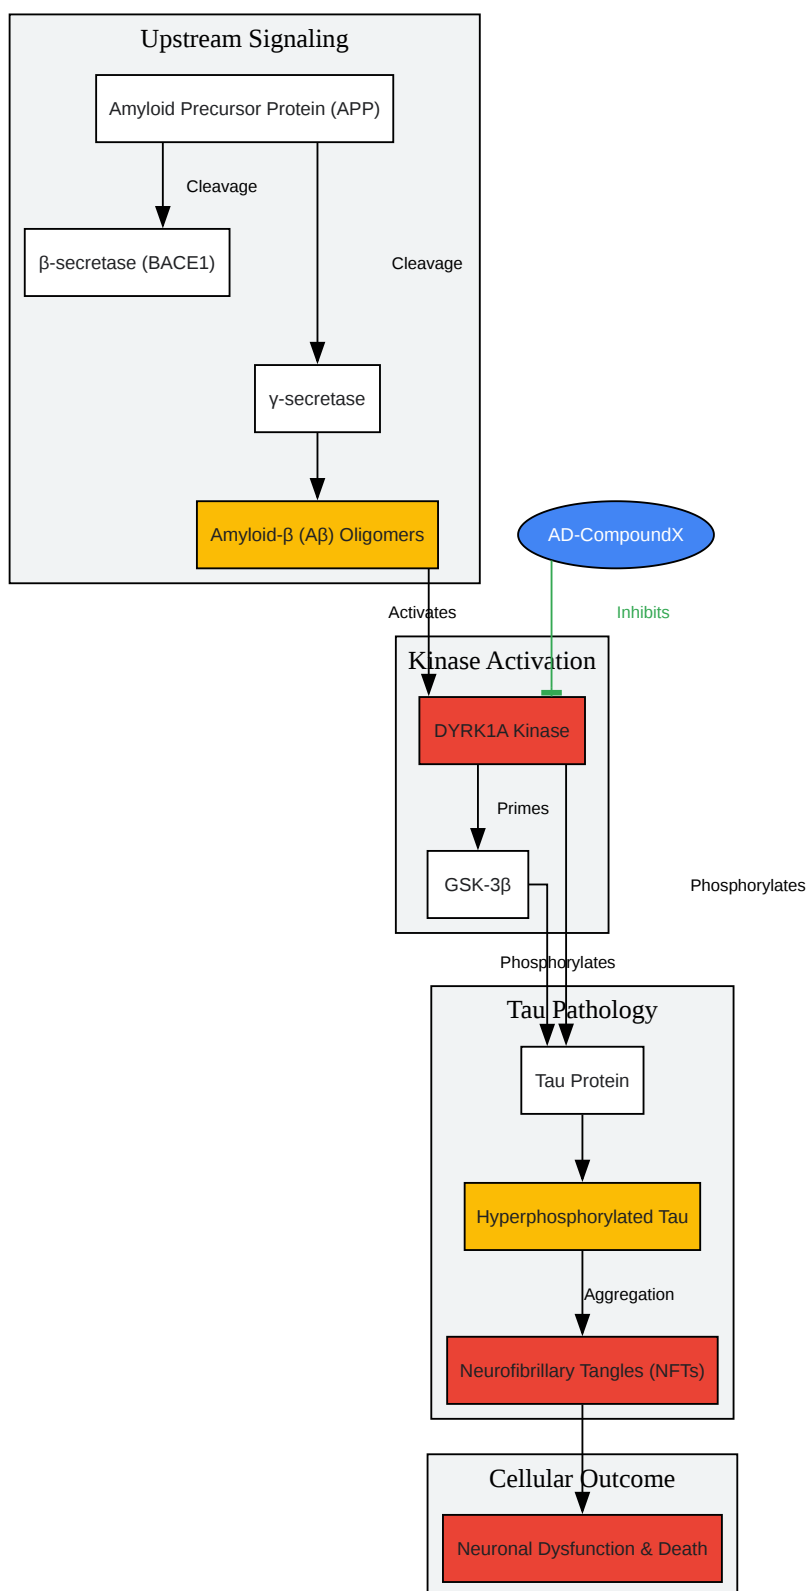 Upstream Signaling
Amyloid Precursor Protein (APP)
Cleavage
β-secretase (BACE1)
Cleavage
γ-secretase
Amyloid-β (Aβ) Oligomers
AD-CompoundX
Activates
Inhibits
Kinase Activation
DYRK1A Kinase
Primes
GSK-3β
Phosphorylates
Phosphorylates
Tau Pathology
Tau Protein
Hyperphosphorylated Tau
Aggregation
Neurofibrillary Tangles (NFTs)
Cellular Outcome
Neuronal Dysfunction & Death